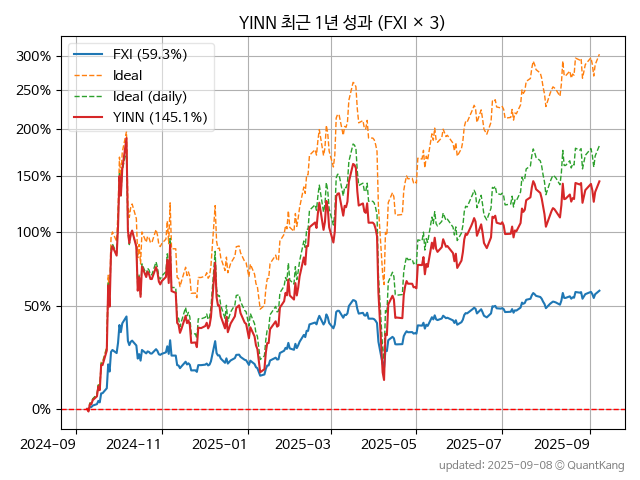 YINN 최근 1년 성과 (FXI × 3)
FXI (59.3%)
Ideal
Ideal (daily)
YINN (145.1%)
300%
250%
200%
150%
100%
50%
0%
2024-09 2024-11 2025-01 2025-03 2025-05 2025-07 2025-09
updated: 2025-09-08 © QuantKang